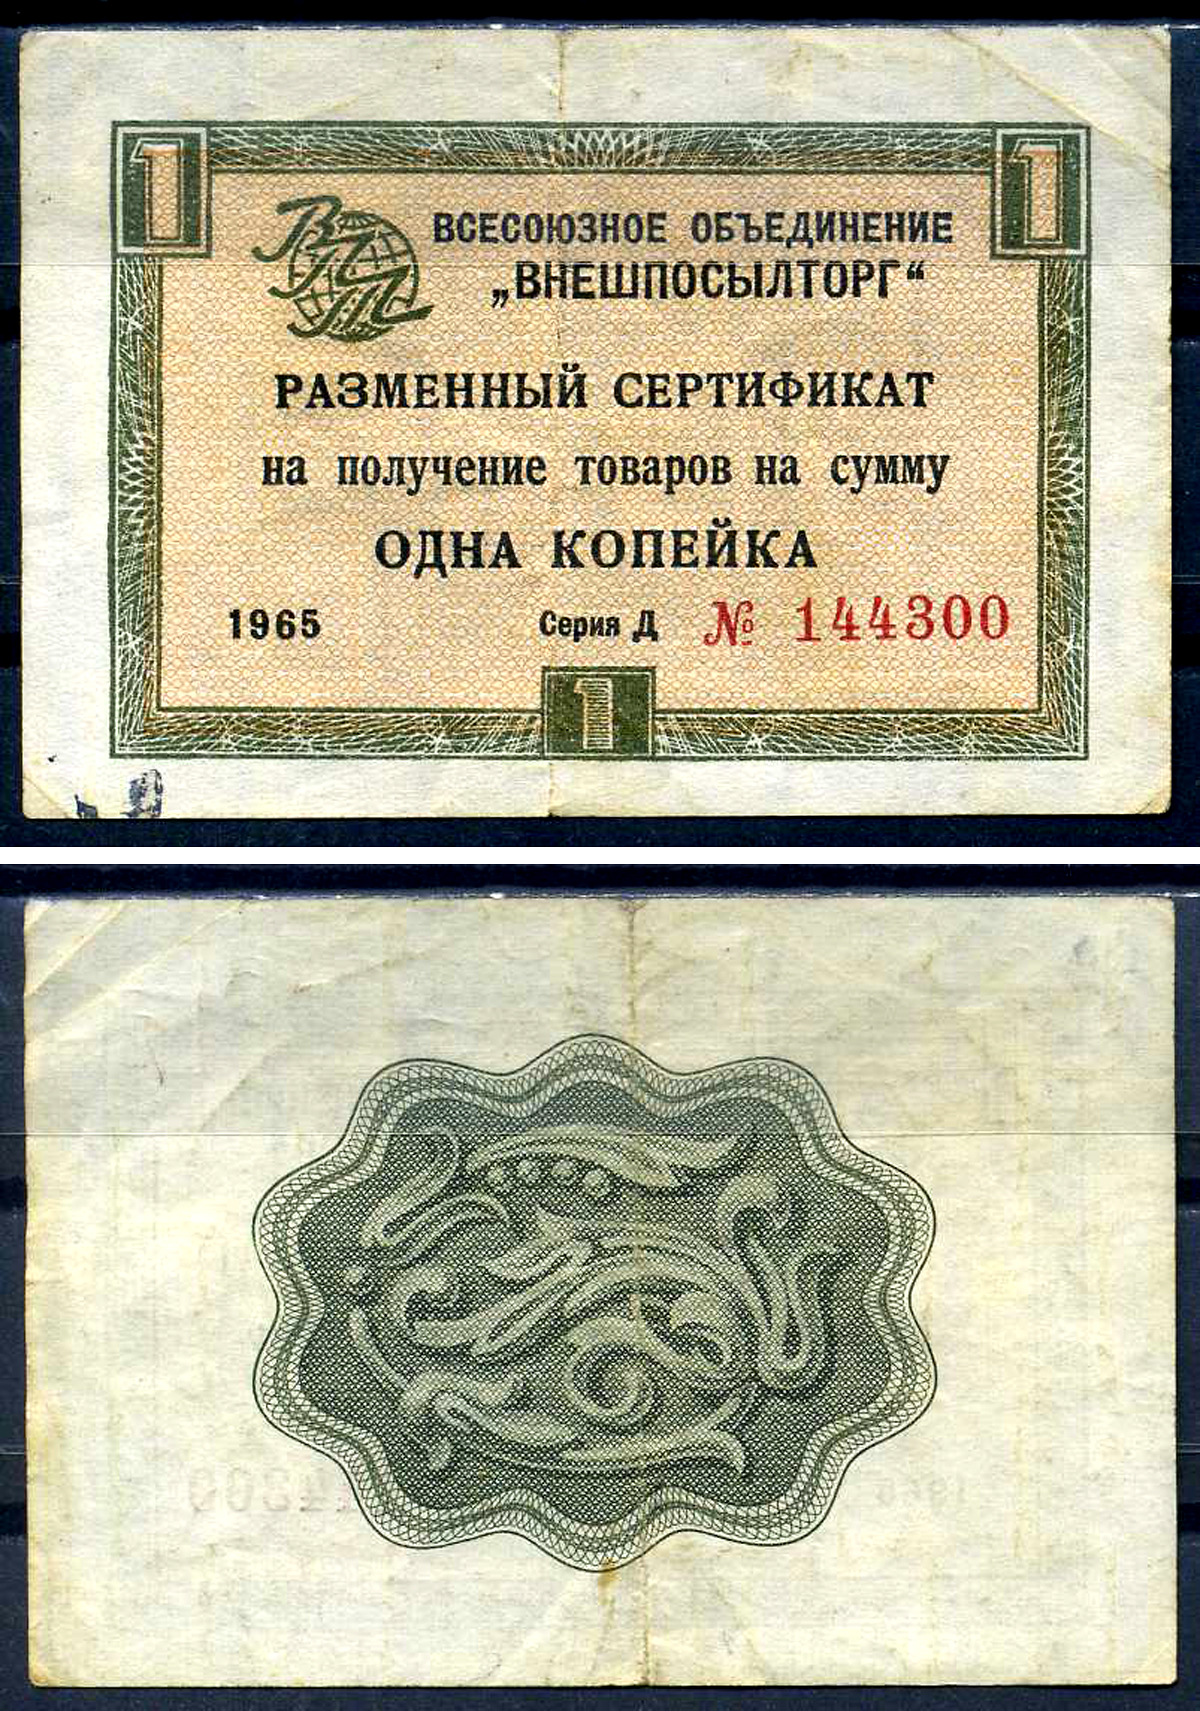 1 1
ВПТ ВСЕСОЮЗНОЕ ОБЪЕДИНЕНИЕ
„ВНЕШПОСЫЛТОРГ“
РАЗМЕННЫЙ СЕРТИФИКАТ
на получение товаров на сумму
ОДНА КОПЕЙКА
1965 Серия Д № 144300
1